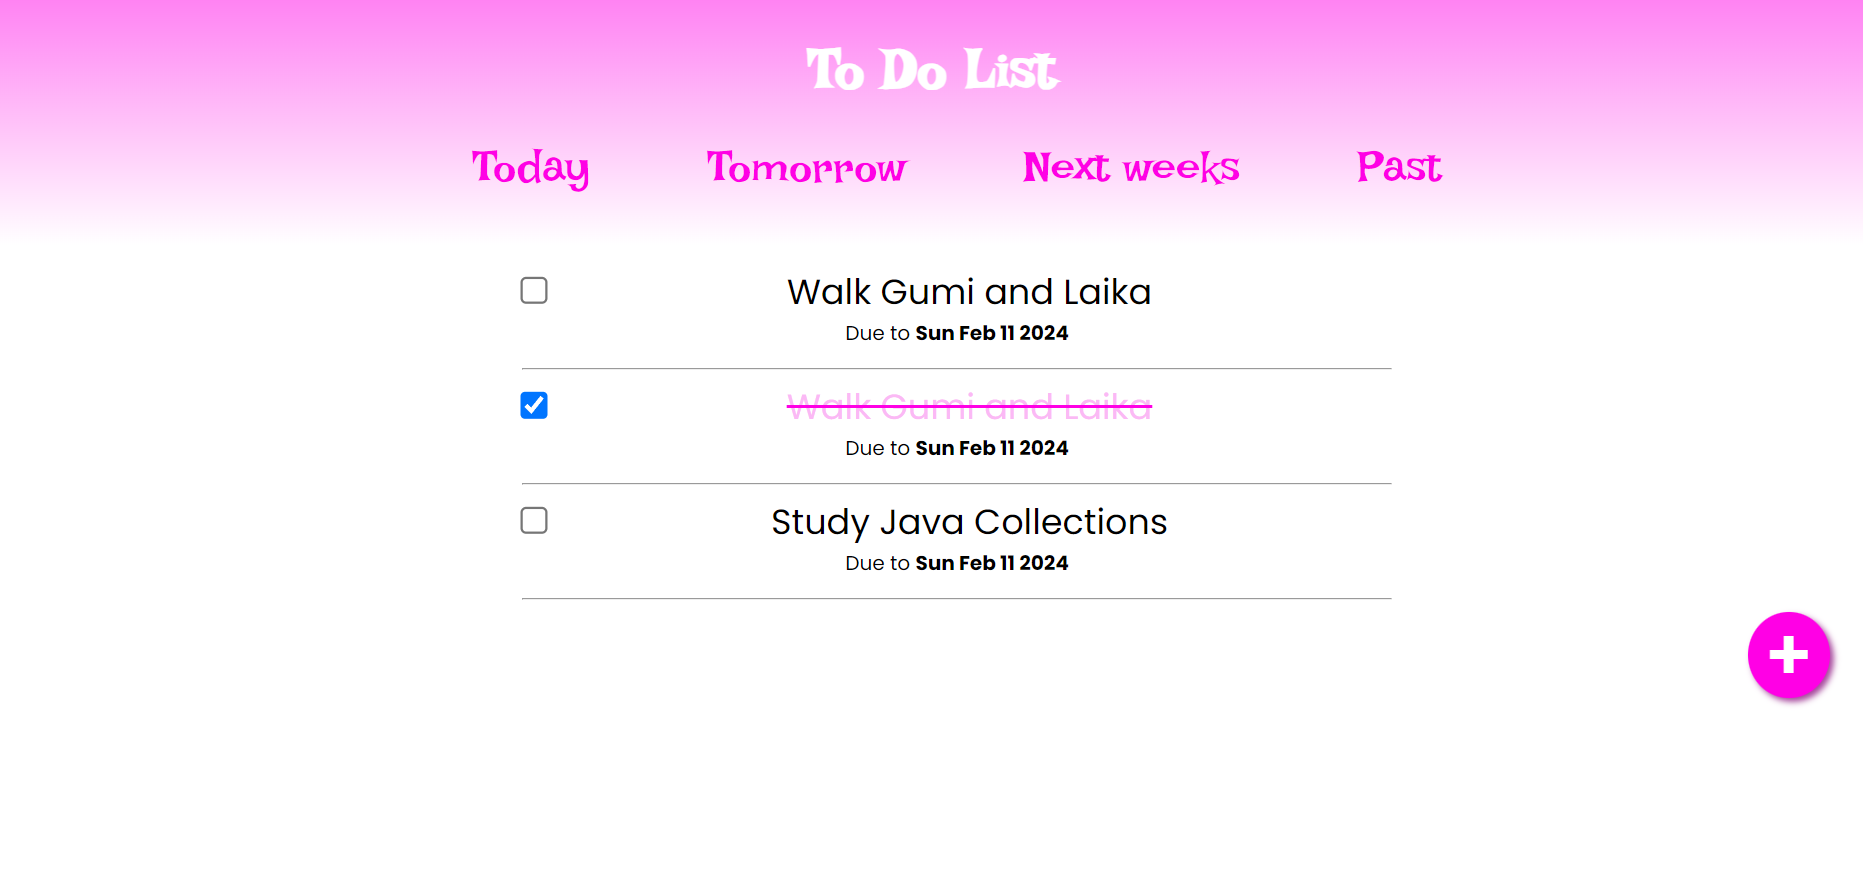 To Do List
Today Tomorrow Next weeks Past
Walk Gumi and Laika
Due to Sun Feb 11 2024
Walk Gumi and Laika
Due to Sun Feb 11 2024
Study Java Collections
Due to Sun Feb 11 2024
+